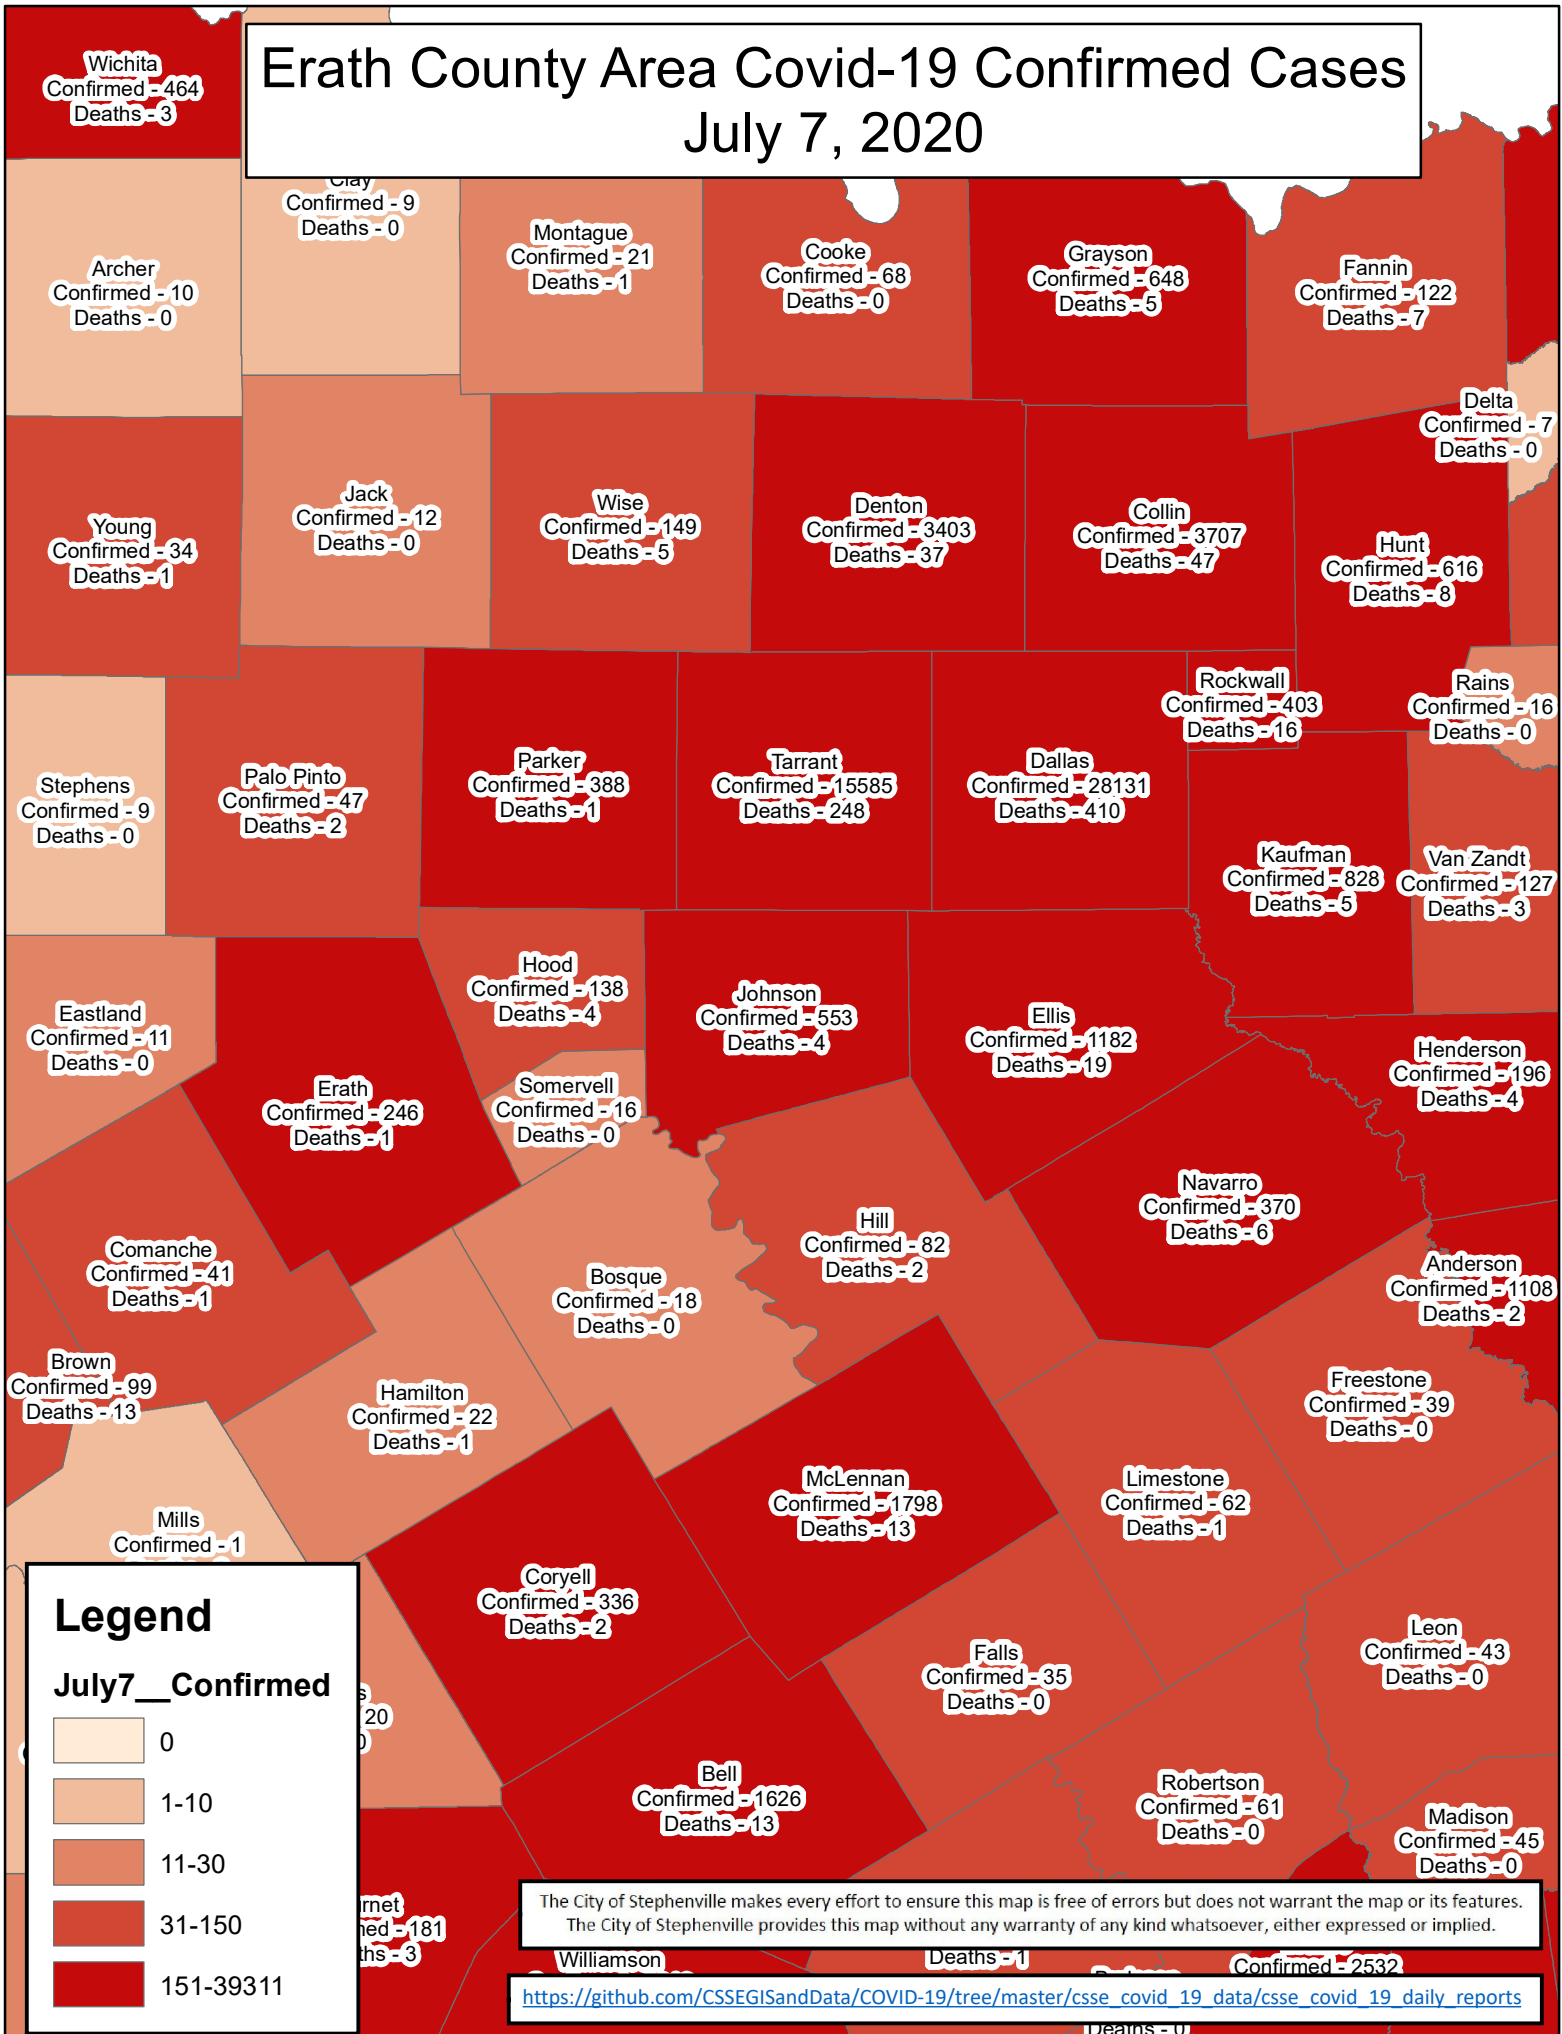 Erath County Area Covid-19 Confirmed Cases
July 7, 2020
Wichita
Confirmed - 464
Deaths - 3
Clay
Confirmed - 9
Deaths - 0
Montague
Confirmed - 21
Deaths - 1
Cooke
Confirmed - 68
Deaths - 0
Grayson
Confirmed - 648
Deaths - 5
Fannin
Confirmed - 122
Deaths - 7
Archer
Confirmed - 10
Deaths - 0
Delta
Confirmed - 7
Deaths - 0
Young
Confirmed - 34
Deaths - 1
Jack
Confirmed - 12
Deaths - 0
Wise
Confirmed - 149
Deaths - 5
Denton
Confirmed - 3403
Deaths - 37
Collin
Confirmed - 3707
Deaths - 47
Hunt
Confirmed - 616
Deaths - 8
Rockwall
Confirmed - 403
Deaths - 16
Rains
Confirmed - 16
Deaths - 0
Stephens
Confirmed - 9
Deaths - 0
Palo Pinto
Confirmed - 47
Deaths - 2
Parker
Confirmed - 388
Deaths - 1
Tarrant
Confirmed - 15585
Deaths - 248
Dallas
Confirmed - 28131
Deaths - 410
Kaufman
Confirmed - 828
Deaths - 5
Van Zandt
Confirmed - 127
Deaths - 3
Eastland
Confirmed - 11
Deaths - 0
Erath
Confirmed - 246
Deaths - 1
Hood
Confirmed - 138
Deaths - 4
Somervell
Confirmed - 16
Deaths - 0
Johnson
Confirmed - 553
Deaths - 4
Ellis
Confirmed - 1182
Deaths - 19
Henderson
Confirmed - 196
Deaths - 4
Navarro
Confirmed - 370
Deaths - 6
Anderson
Confirmed - 1108
Deaths - 2
Comanche
Confirmed - 41
Deaths - 1
Bosque
Confirmed - 18
Deaths - 0
Hill
Confirmed - 82
Deaths - 2
Brown
Confirmed - 99
Deaths - 13
Hamilton
Confirmed - 22
Deaths - 1
Freestone
Confirmed - 39
Deaths - 0
McLennan
Confirmed - 1798
Deaths - 13
Limestone
Confirmed - 62
Deaths - 1
Mills
Confirmed - 1
Coryell
Confirmed - 336
Deaths - 2
Falls
Confirmed - 35
Deaths - 0
Leon
Confirmed - 43
Deaths - 0
Bell
Confirmed - 1626
Deaths - 13
Robertson
Confirmed - 61
Deaths - 0
Madison
Confirmed - 45
Deaths - 0
Legend
July7__Confirmed
0
1-10
11-30
31-150
151-39311
s
20
0
rnet
ned - 181
ths - 3
The City of Stephenville makes every effort to ensure this map is free of errors but does not warrant the map or its features.
The City of Stephenville provides this map without any warranty of any kind whatsoever, either expressed or implied.
Williamson
Deaths - 1
Confirmed - 2532
https://github.com/CSSEGISandData/COVID-19/tree/master/csse_covid_19_data/csse_covid_19_daily_reports
Deaths - 0